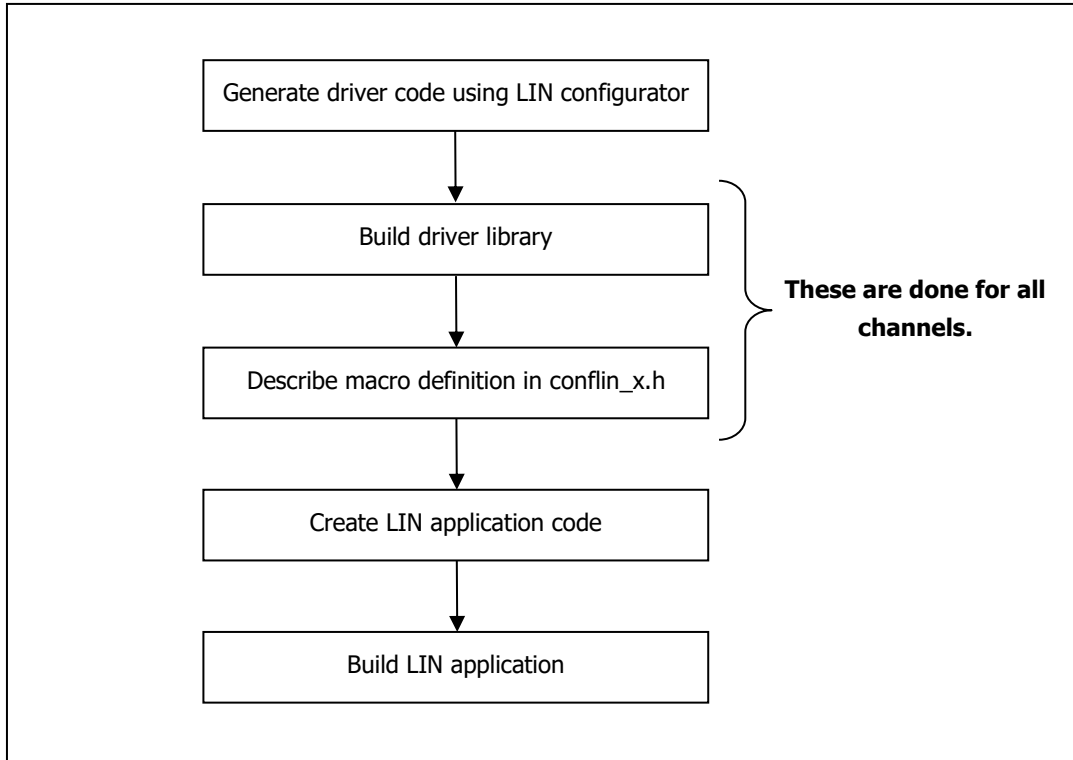 Generate driver code using LIN configurator
Build driver library
These are done for all
channels.
Describe macro definition in conflin_x.h
Create LIN application code
Build LIN application